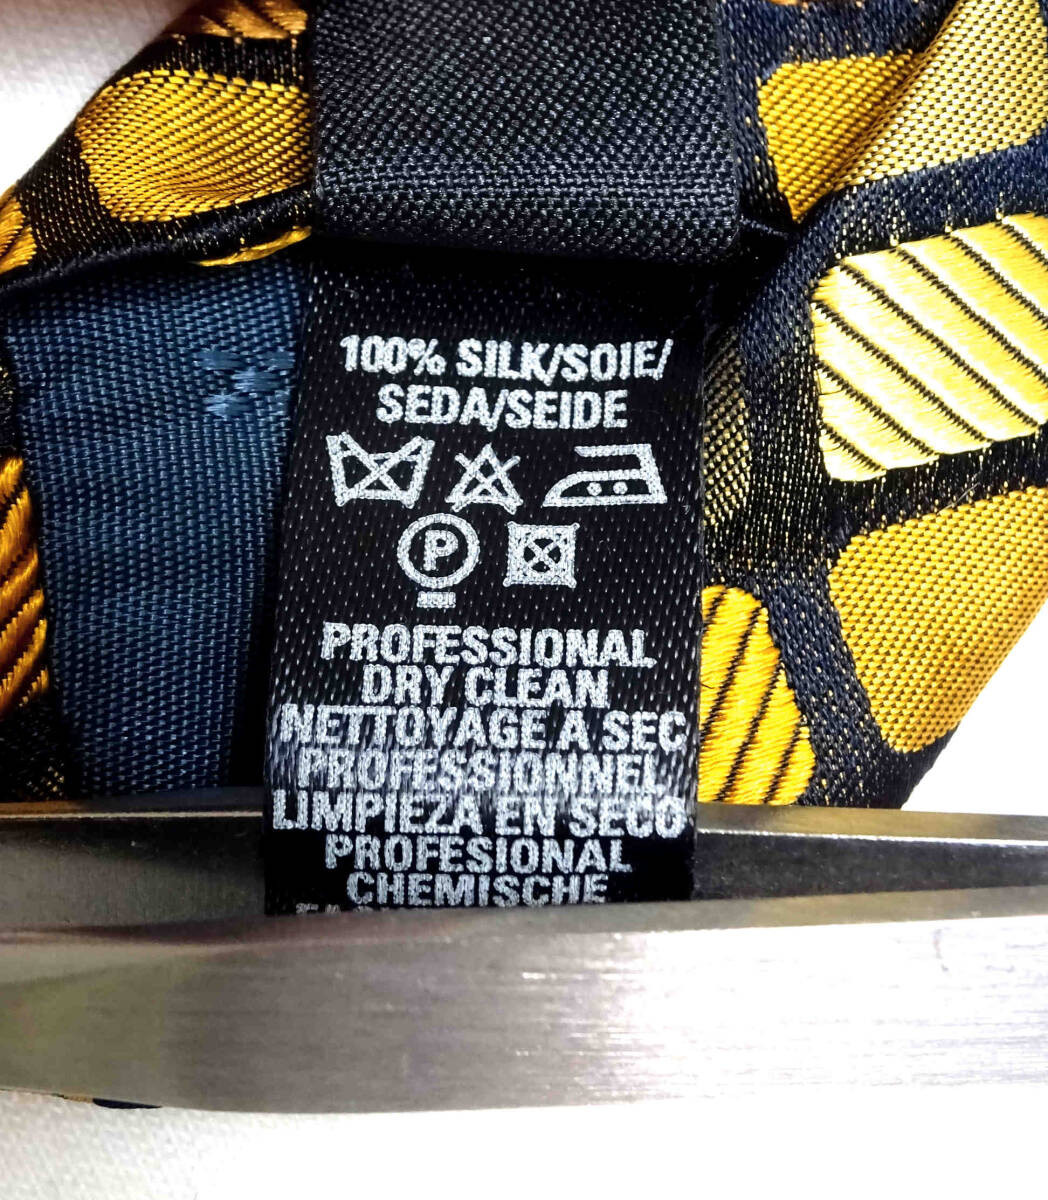 100% SILK/SOIE/
SEDA/SEIDE
P
PROFESSIONAL
DRY CLEAN
NETTOYAGE A SEC
PROFESSIONNEL
LIMPIEZA EN SECO
PROFESIONAL
CHEMISCHE